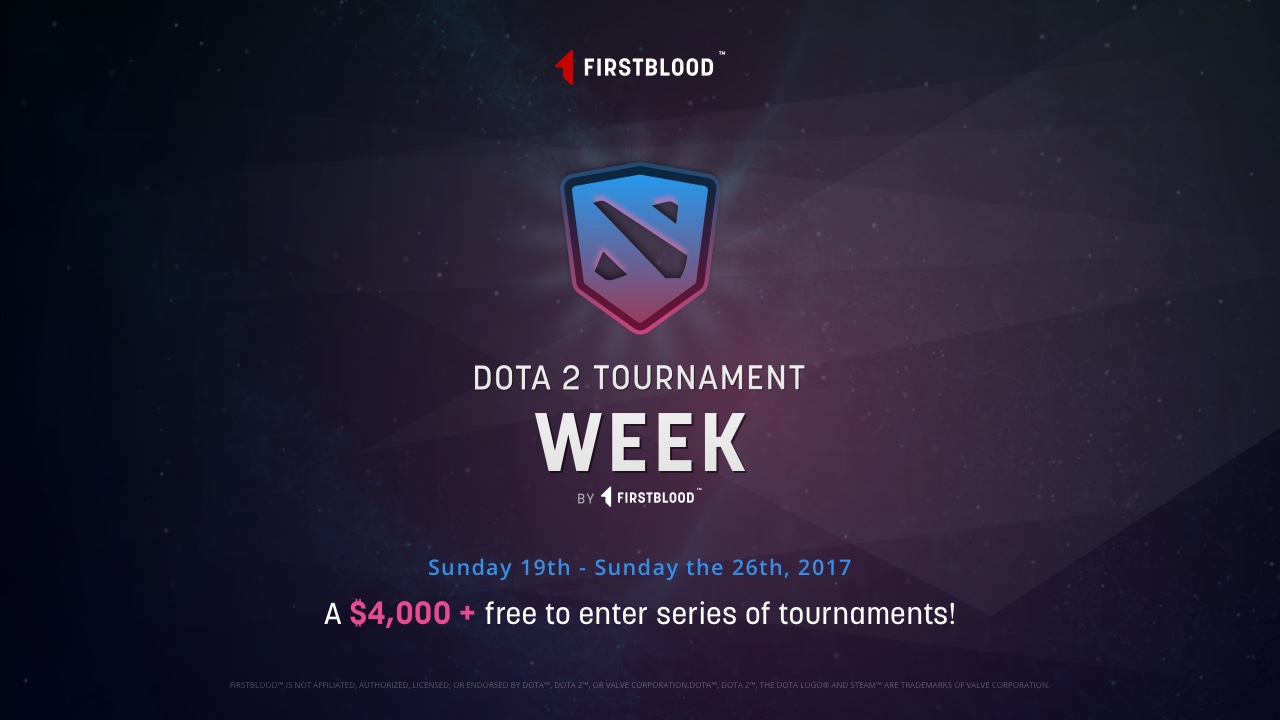 FIRSTBLOOD™
DOTA 2 TOURNAMENT
WEEK
BY FIRSTBLOOD™
Sunday 19th - Sunday the 26th, 2017
A $4,000 + free to enter series of tournaments!
FIRSTBLOOD™ IS NOT AFFILIATED, AUTHORIZED, LICENSED, OR ENDORSED BY DOTA™, DOTA 2™, OR VALVE CORPORATION.DOTA™, DOTA 2™, THE DOTA LOGO® AND STEAM™ ARE TRADEMARKS OF VALVE CORPORATION.